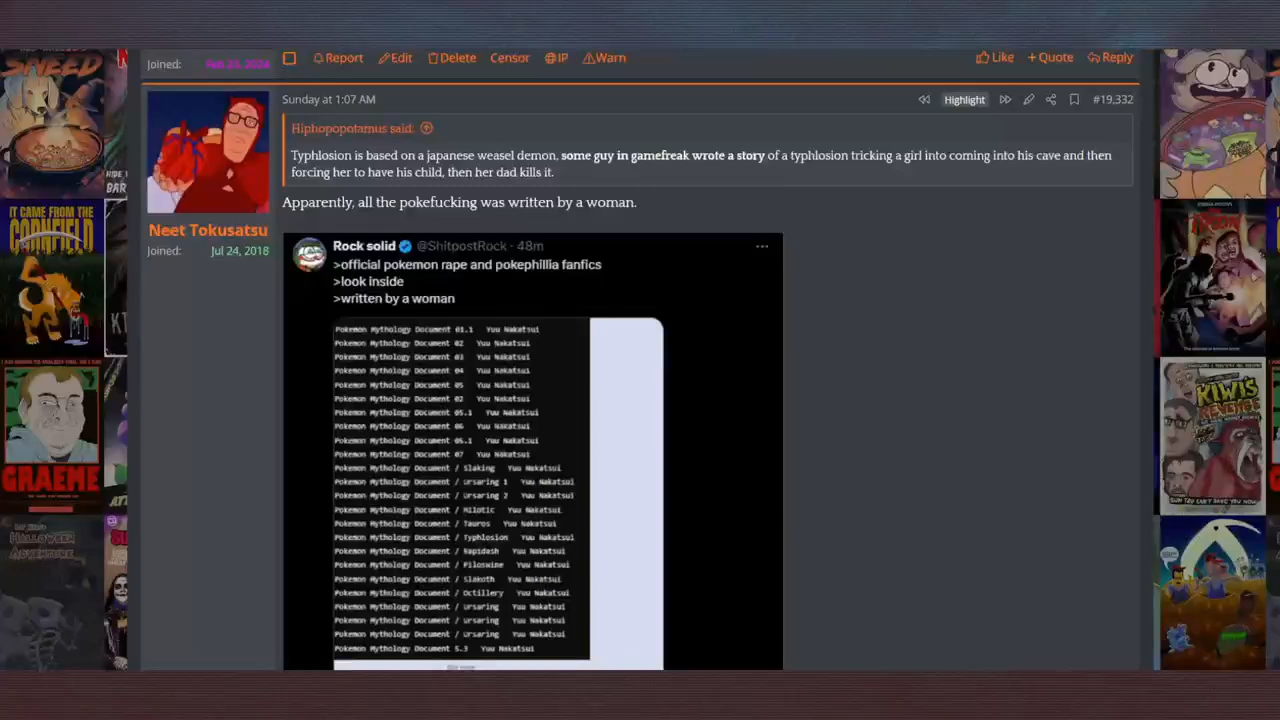 SNEED
RIDE W
BAR
Joined:
Feb 23, 2024
Report
Edit
Delete
Censor
IP
Warn
Like
+ Quote
Reply
Sunday at 1:07 AM
Highlight
#19,332
Hiphopopotamus said:
Typhlosion is based on a japanese weasel demon, some guy in gamefreak wrote a story of a typhlosion tricking a girl into coming into his cave and then
forcing her to have his child, then her dad kills it.
Neet Tokusatsu
Joined:
Jul 24, 2018
Apparently, all the pokefucking was written by a woman.
Rock solid @ShitpostRock · 48m
>official pokemon rape and pokephillia fanfics
>look inside
>written by a woman
Pokemon Mythology Document 01.1 Yuu Nakatsui
Pokemon Mythology Document 02 Yuu Nakatsui
Pokemon Mythology Document 03 Yuu Nakatsui
Pokemon Mythology Document 04 Yuu Nakatsui
Pokemon Mythology Document 05 Yuu Nakatsui
Pokemon Mythology Document 02 Yuu Nakatsui
Pokemon Mythology Document 05.1 Yuu Nakatsui
Pokemon Mythology Document 06 Yuu Nakatsui
Pokemon Mythology Document 05.1 Yuu Nakatsui
Pokemon Mythology Document 07 Yuu Nakatsui
Pokemon Mythology Document / Slaking Yuu Nakatsui
Pokemon Mythology Document / Ursaring 1 Yuu Nakatsui
Pokemon Mythology Document / Ursaring 2 Yuu Nakatsui
Pokemon Mythology Document / Milotic Yuu Nakatsui
Pokemon Mythology Document / Tauros Yuu Nakatsui
Pokemon Mythology Document / Typhlosion Yuu Nakatsui
Pokemon Mythology Document / Rapidash Yuu Nakatsui
Pokemon Mythology Document / Piloswine Yuu Nakatsui
Pokemon Mythology Document / Slakoth Yuu Nakatsui
Pokemon Mythology Document / Octillery Yuu Nakatsui
Pokemon Mythology Document / Ursaring Yuu Nakatsui
Pokemon Mythology Document / Ursaring Yuu Nakatsui
Pokemon Mythology Document / Ursaring Yuu Nakatsui
Pokemon Mythology Document 5.3 Yuu Nakatsui
IT CAME FROM THE
CORNFIELD
GRAEME
HALLOWEEN
ADVENTURE
KIWI'S
REVENGE